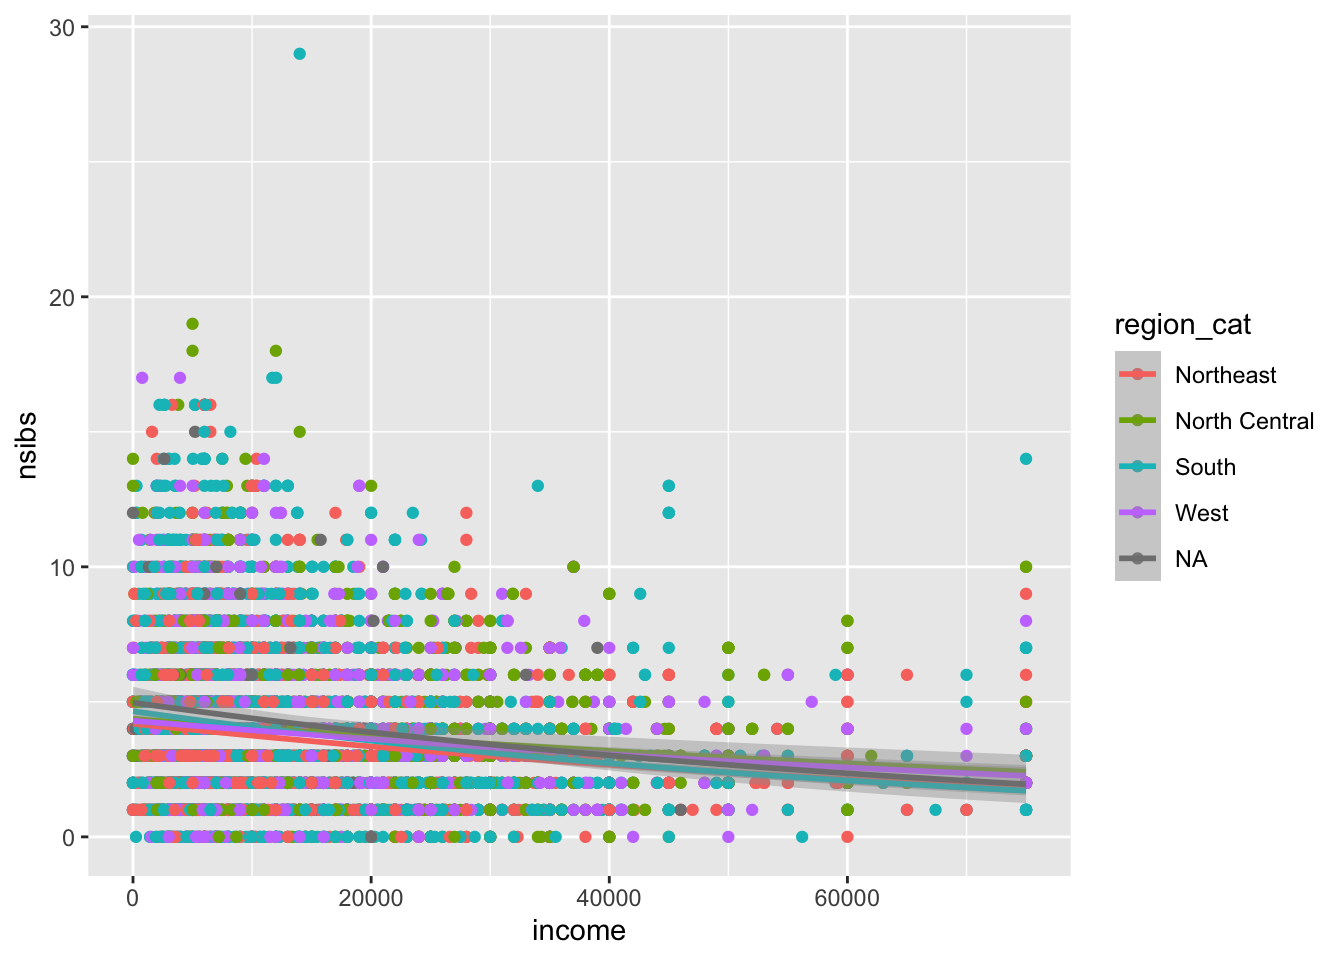 30
20
10
0
nsibs
0 20000 40000 60000
income
region_cat
Northeast
North Central
South
West
NA